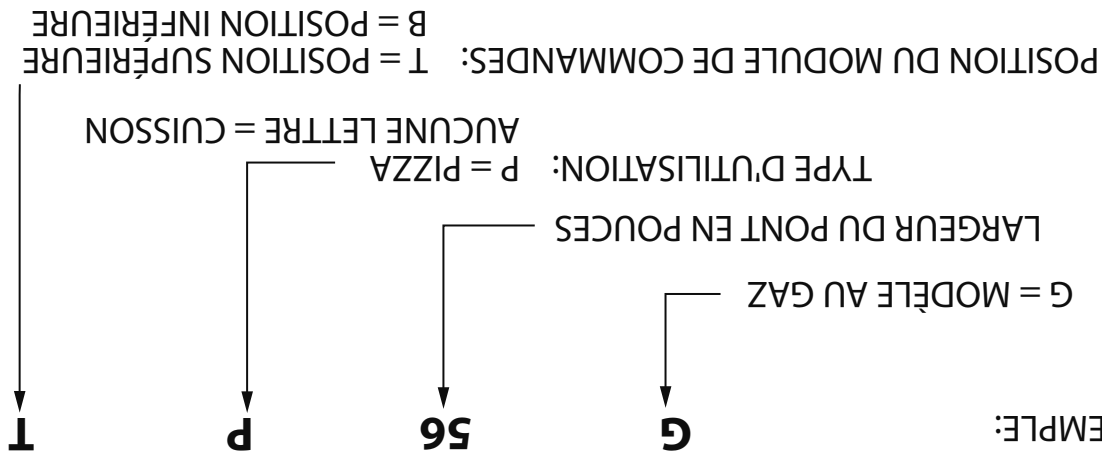 EMPLE: G 56 P T
G = MODÈLE AU GAZ
LARGEUR DU PONT EN POUCES
TYPE D'UTILISATION: P = PIZZA
AUCUNE LETTRE = CUISSON
POSITION DU MODULE DE COMMANDES: T = POSITION SUPÉRIEURE
B = POSITION INFÉRIEURE